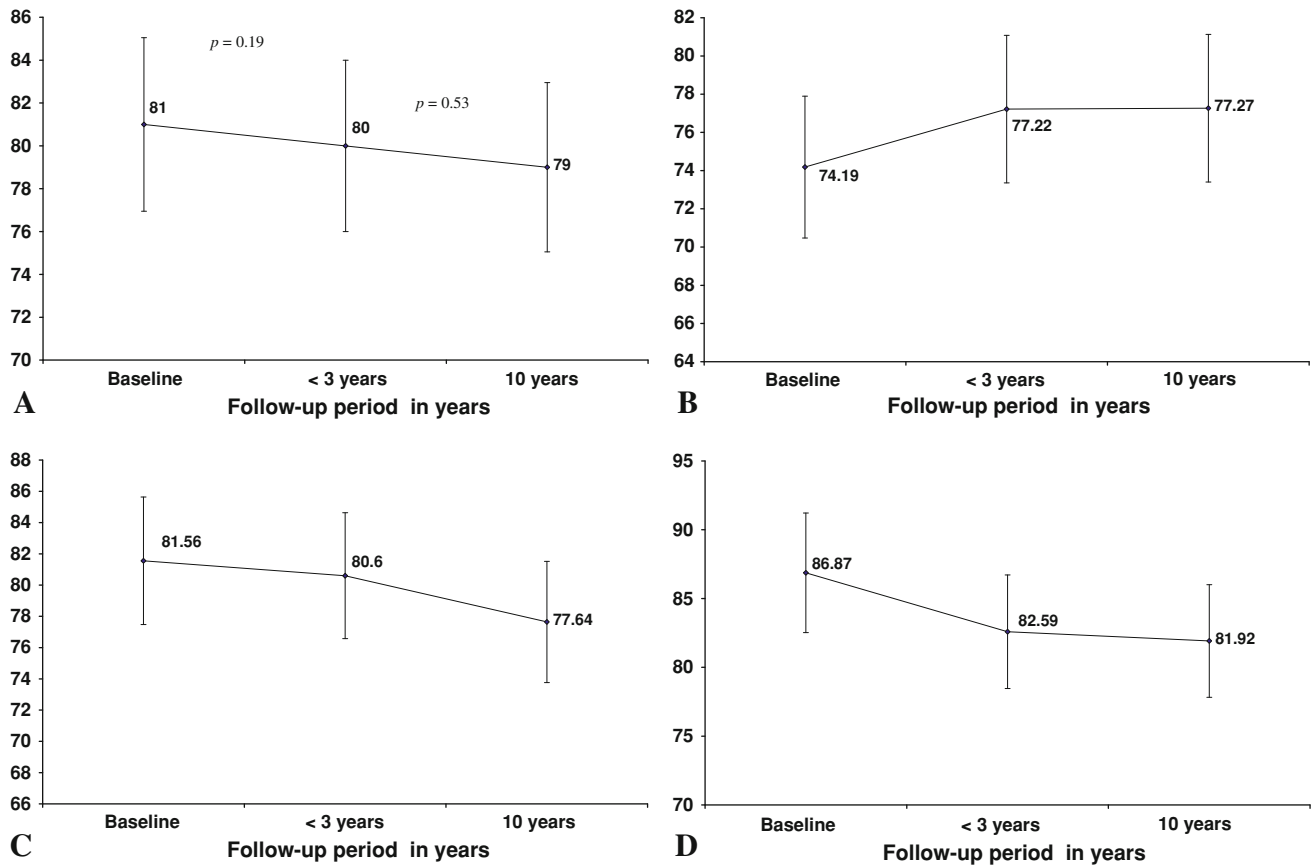 86
84
82
80
78
76
74
72
70
p = 0.19
p = 0.53
81
80
79
Baseline
< 3 years
10 years
Follow-up period in years
A
82
80
78
76
74
72
70
68
66
64
74.19
77.22
77.27
Baseline
< 3 years
10 years
Follow-up period in years
B
88
86
84
82
80
78
76
74
72
70
68
66
81.56
80.6
77.64
Baseline
< 3 years
10 years
Follow-up period in years
C
95
90
85
80
75
70
86.87
82.59
81.92
Baseline
< 3 years
10 years
Follow-up period in years
D